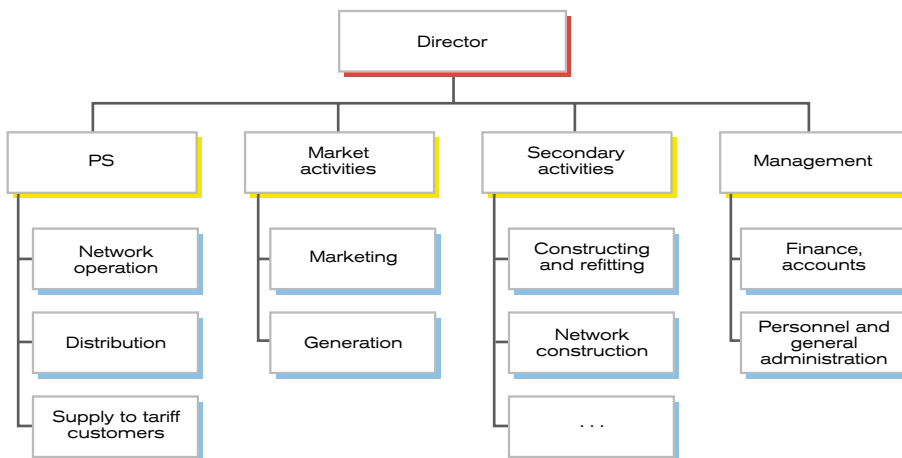 Director
PS
Market
activities
Secondary
activities
Management
Network
operation
Marketing
Constructing
and refitting
Finance,
accounts
Distribution
Generation
Network
construction
Personnel and
general
administration
Supply to tariff
customers
. . .